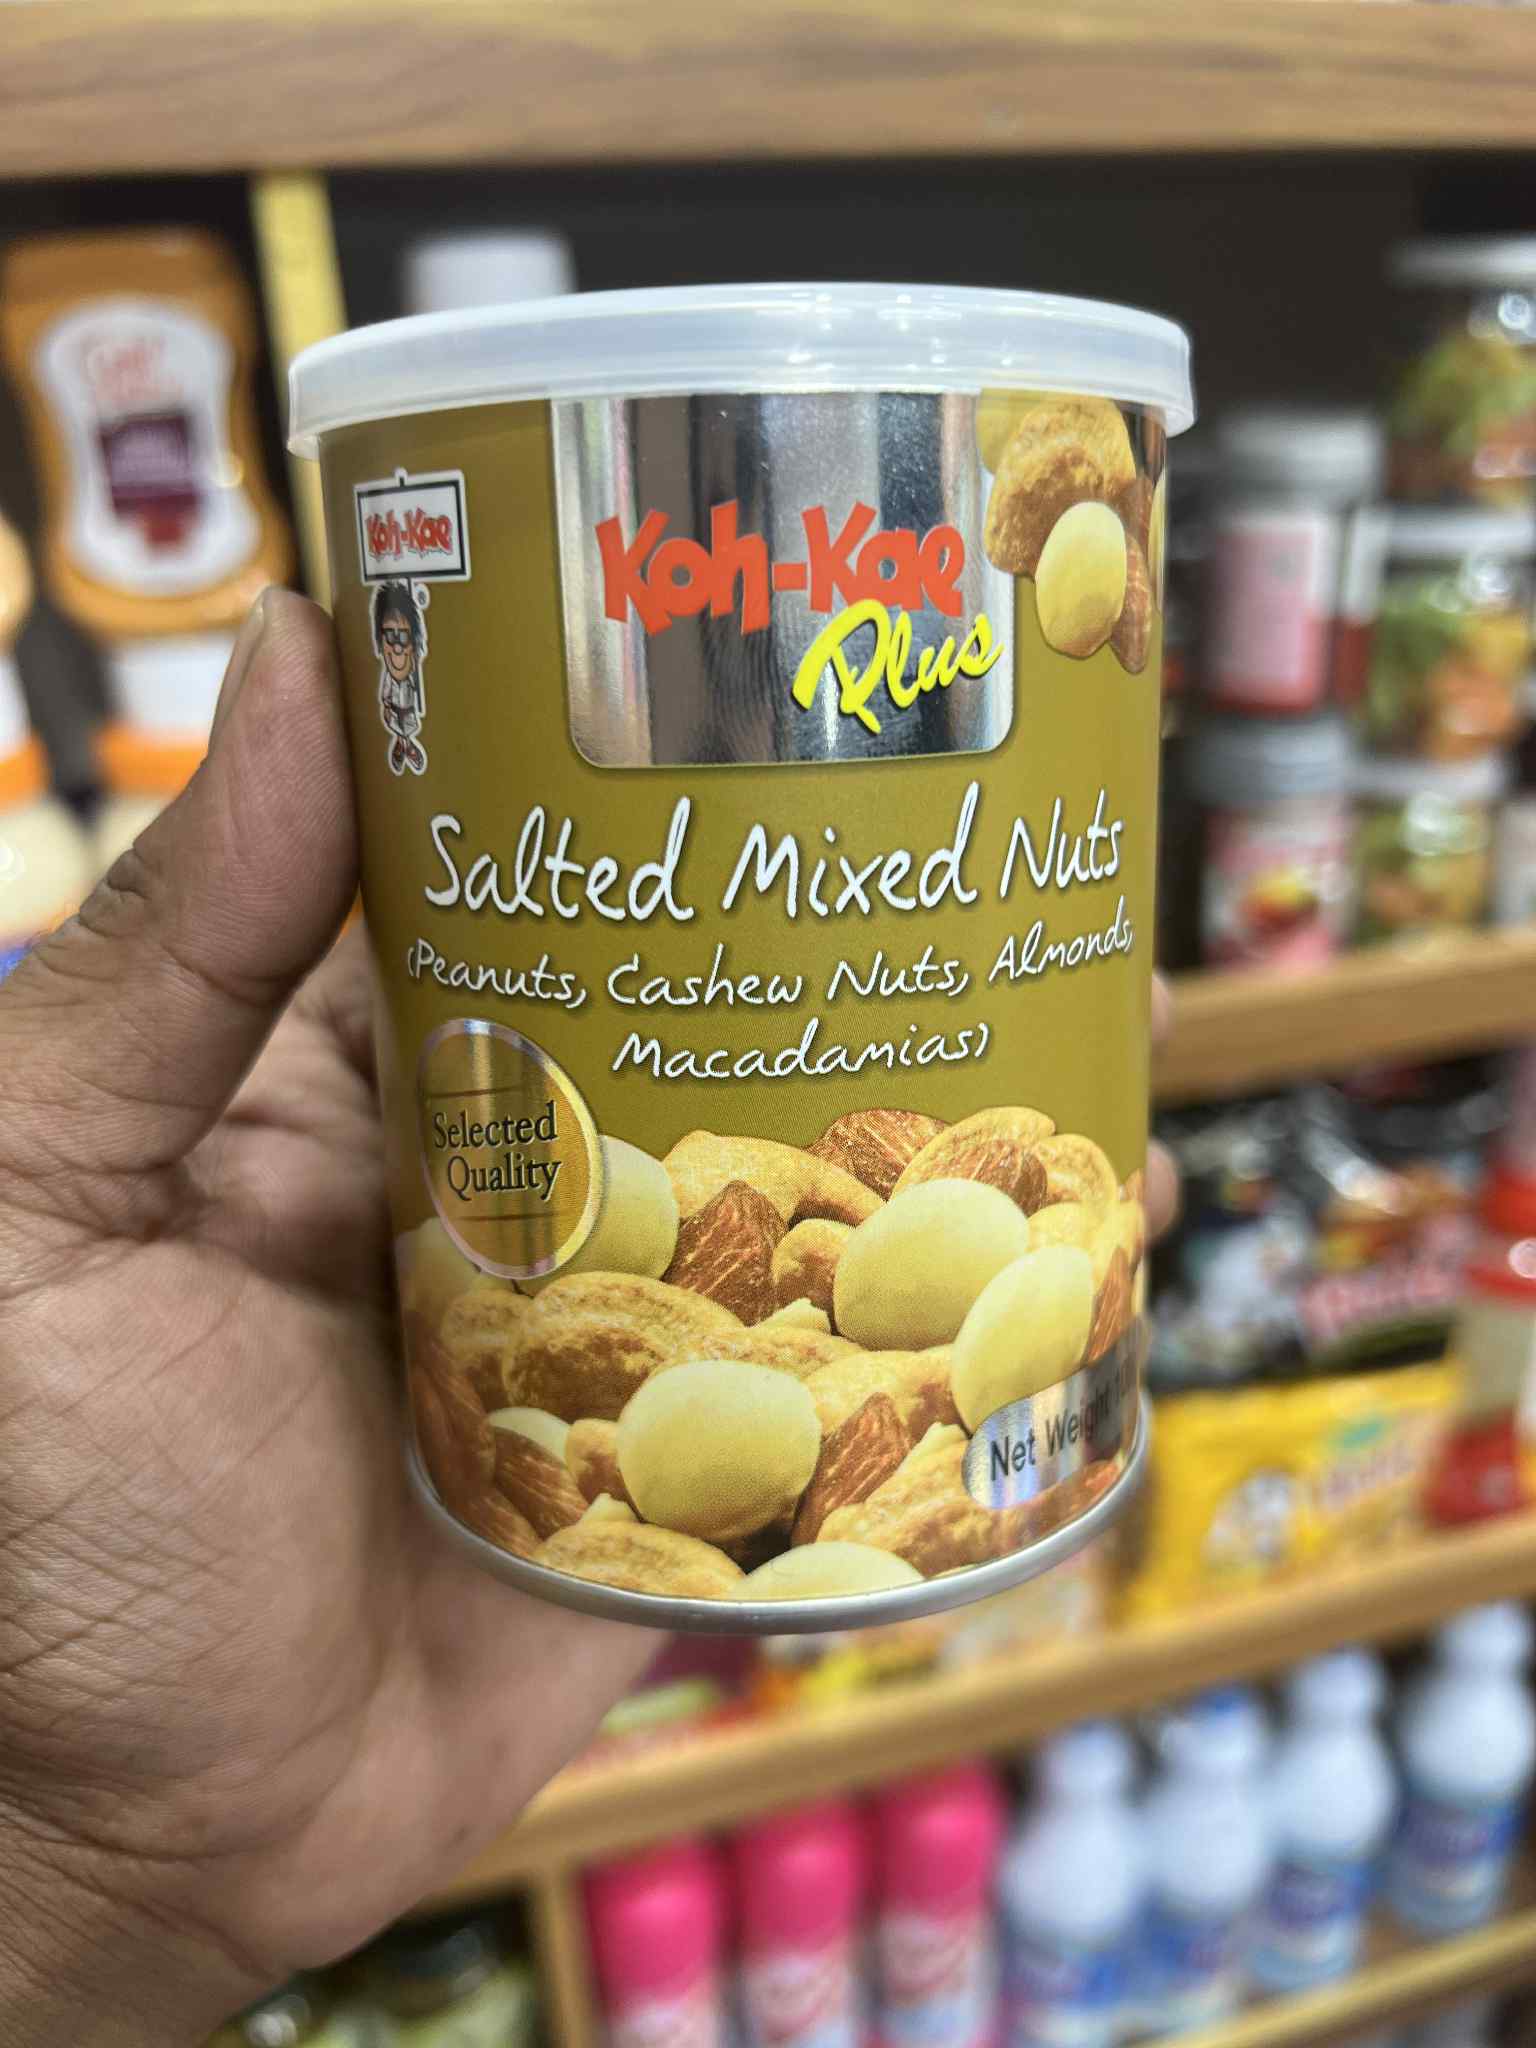 Koh-Kae
®
Koh-Kae
Plus
Salted Mixed Nuts
(Peanuts, Cashew Nuts, Almonds,
Macadamias)
Selected
Quality
Net Weight